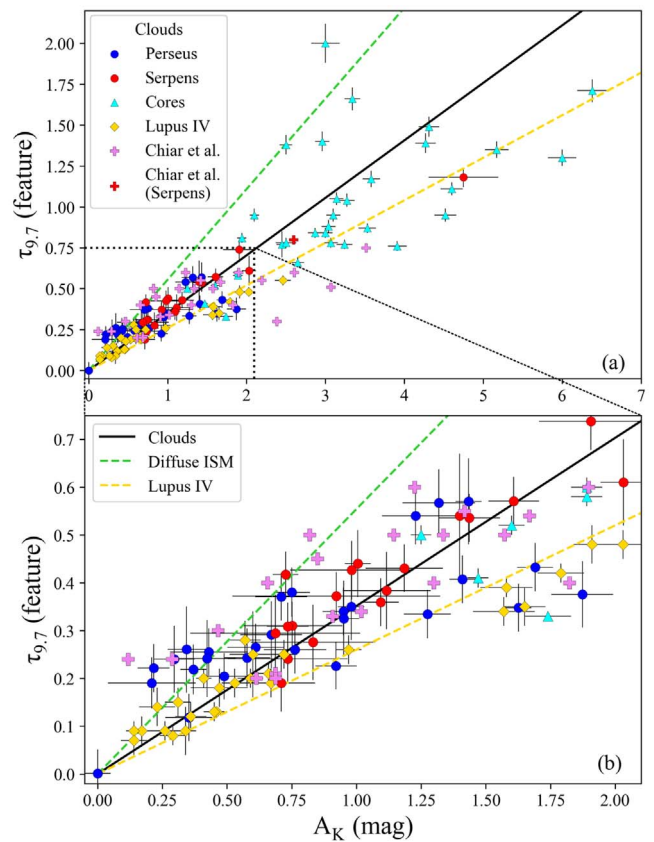 2.00
1.75
1.50
1.25
1.00
0.75
0.50
0.25
0.00
τ9.7 (feature)
Clouds
Perseus
Serpens
Cores
Lupus IV
Chiar et al.
Chiar et al.
(Serpens)
(a)
0 1 2 3 4 5 6 7
0.7
0.6
0.5
0.4
0.3
0.2
0.1
0.0
τ9.7 (feature)
Clouds
Diffuse ISM
Lupus IV
(b)
0.00 0.25 0.50 0.75 1.00 1.25 1.50 1.75 2.00
AK (mag)